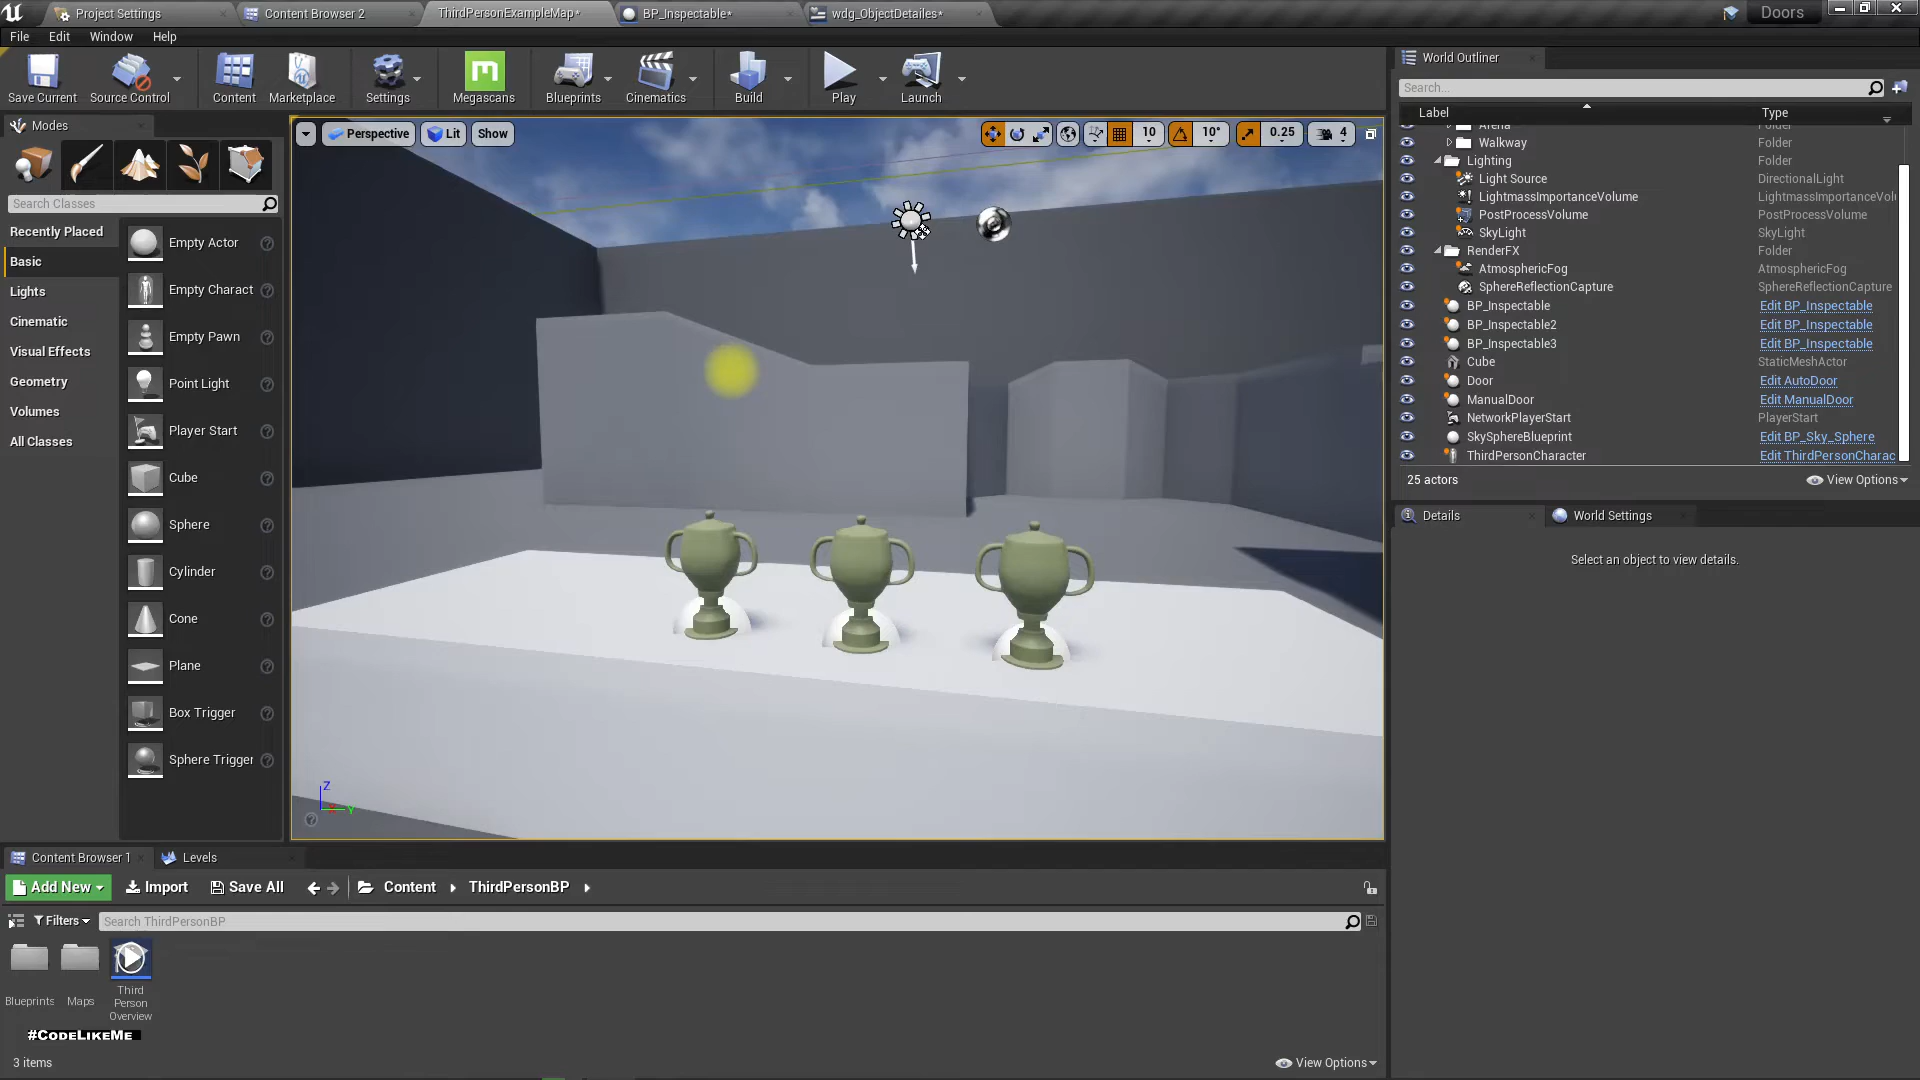 Project Settings
Content Browser 2
ThirdPersonExampleMap*
BP_Inspectable*
wdg_ObjectDetailes*
Doors
File
Edit
Window
Help
Save Current
Source Control
Content
Marketplace
Settings
Megascans
Blueprints
Cinematics
Build
Play
Launch
World Outliner
Search...
Label
Type
Modes
Search Classes
Recently Placed
Basic
Lights
Cinematic
Visual Effects
Geometry
Volumes
All Classes
Empty Actor
Empty Charact
Empty Pawn
Point Light
Player Start
Cube
Sphere
Cylinder
Cone
Plane
Box Trigger
Sphere Trigger
Perspective
Lit
Show
10
10°
0.25
4
Z
Y
Arena
Folder
Walkway
Folder
Lighting
Folder
Light Source
DirectionalLight
LightmassImportanceVolume
LightmassImportanceVolu
PostProcessVolume
PostProcessVolume
SkyLight
SkyLight
RenderFX
Folder
AtmosphericFog
AtmosphericFog
SphereReflectionCapture
SphereReflectionCapture
BP_Inspectable
Edit BP_Inspectable
BP_Inspectable2
Edit BP_Inspectable
BP_Inspectable3
Edit BP_Inspectable
Cube
StaticMeshActor
Door
Edit AutoDoor
ManualDoor
Edit ManualDoor
NetworkPlayerStart
PlayerStart
SkySphereBlueprint
Edit BP_Sky_Sphere
ThirdPersonCharacter
Edit ThirdPersonCharac
25 actors
View Options
Details
World Settings
Select an object to view details.
Content Browser 1
Levels
Add New
Import
Save All
Content
ThirdPersonBP
Filters
Search ThirdPersonBP
Blueprints
Maps
Third
Person
Overview
#CodeLikeMe
3 items
View Options